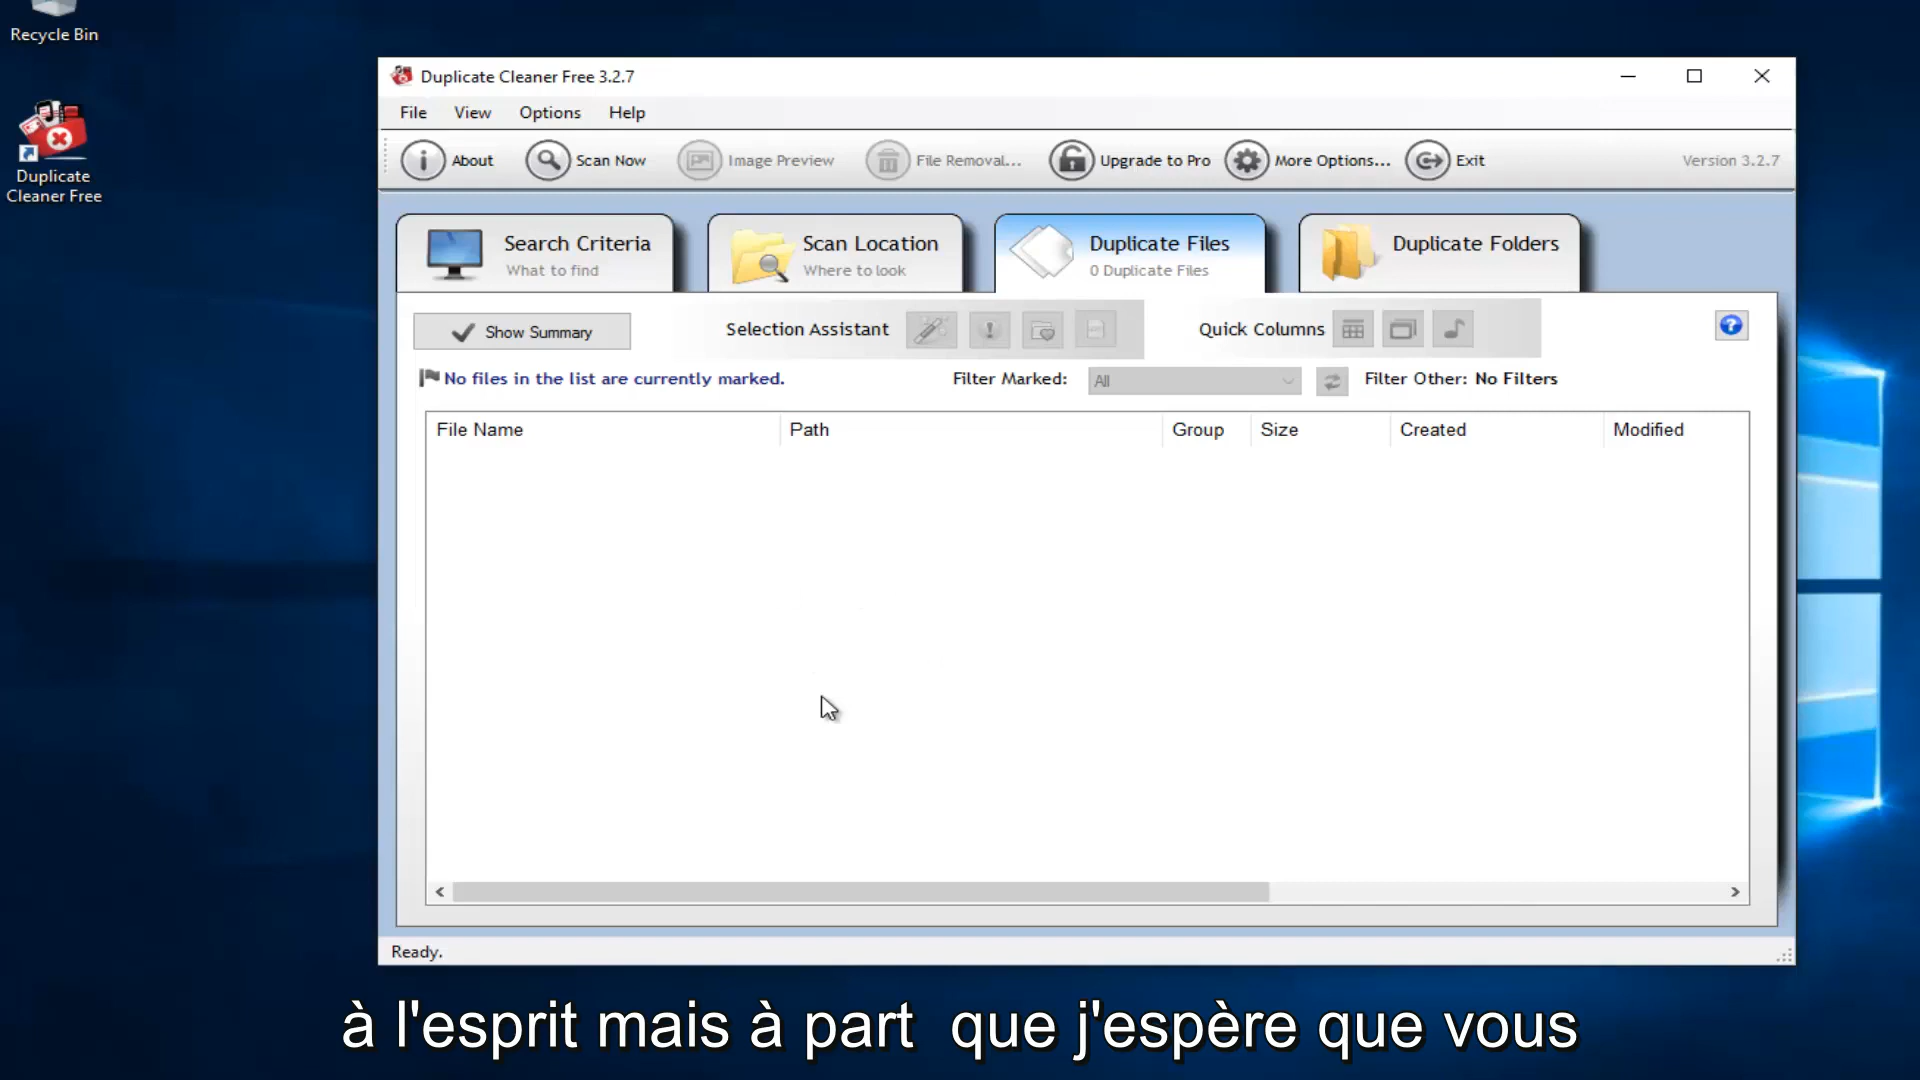 Recycle Bin
Duplicate
Cleaner Free
Duplicate Cleaner Free 3.2.7
File View Options Help
About Scan Now Image Preview File Removal... Upgrade to Pro More Options... Exit Version 3.2.7
Search Criteria
What to find
Scan Location
Where to look
Duplicate Files
0 Duplicate Files
Duplicate Folders
Show Summary Selection Assistant Quick Columns
No files in the list are currently marked. Filter Marked: All Filter Other: No Filters
File Name Path Group Size Created Modified
Ready.
à l'esprit mais à part que j'espère que vous